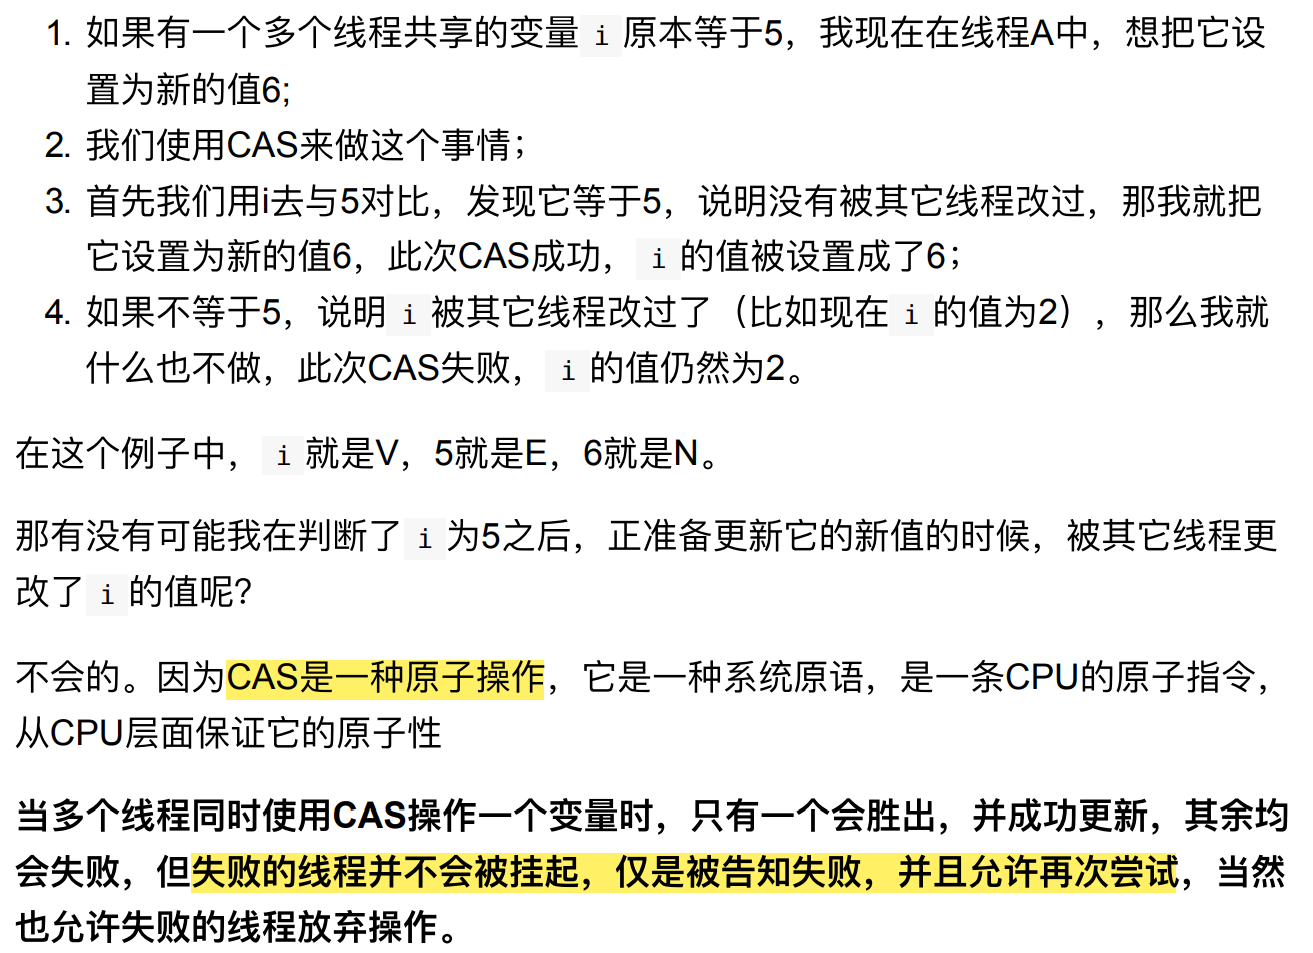 1. 如果有一个多个线程共享的变量 i 原本等于5，我现在在线程A中，想把它设
置为新的值6;
2. 我们使用CAS来做这个事情；
3. 首先我们用i去与5对比，发现它等于5，说明没有被其它线程改过，那我就把
它设置为新的值6，此次CAS成功， i 的值被设置成了6；
4. 如果不等于5，说明 i 被其它线程改过了（比如现在 i 的值为2），那么我就
什么也不做，此次CAS失败， i 的值仍然为2。
在这个例子中， i 就是V，5就是E，6就是N。
那有没有可能我在判断了 i 为5之后，正准备更新它的新值的时候，被其它线程更
改了 i 的值呢？
不会的。因为CAS是一种原子操作，它是一种系统原语，是一条CPU的原子指令，
从CPU层面保证它的原子性
当多个线程同时使用CAS操作一个变量时，只有一个会胜出，并成功更新，其余均
会失败，但失败的线程并不会被挂起，仅是被告知失败，并且允许再次尝试，当然
也允许失败的线程放弃操作。